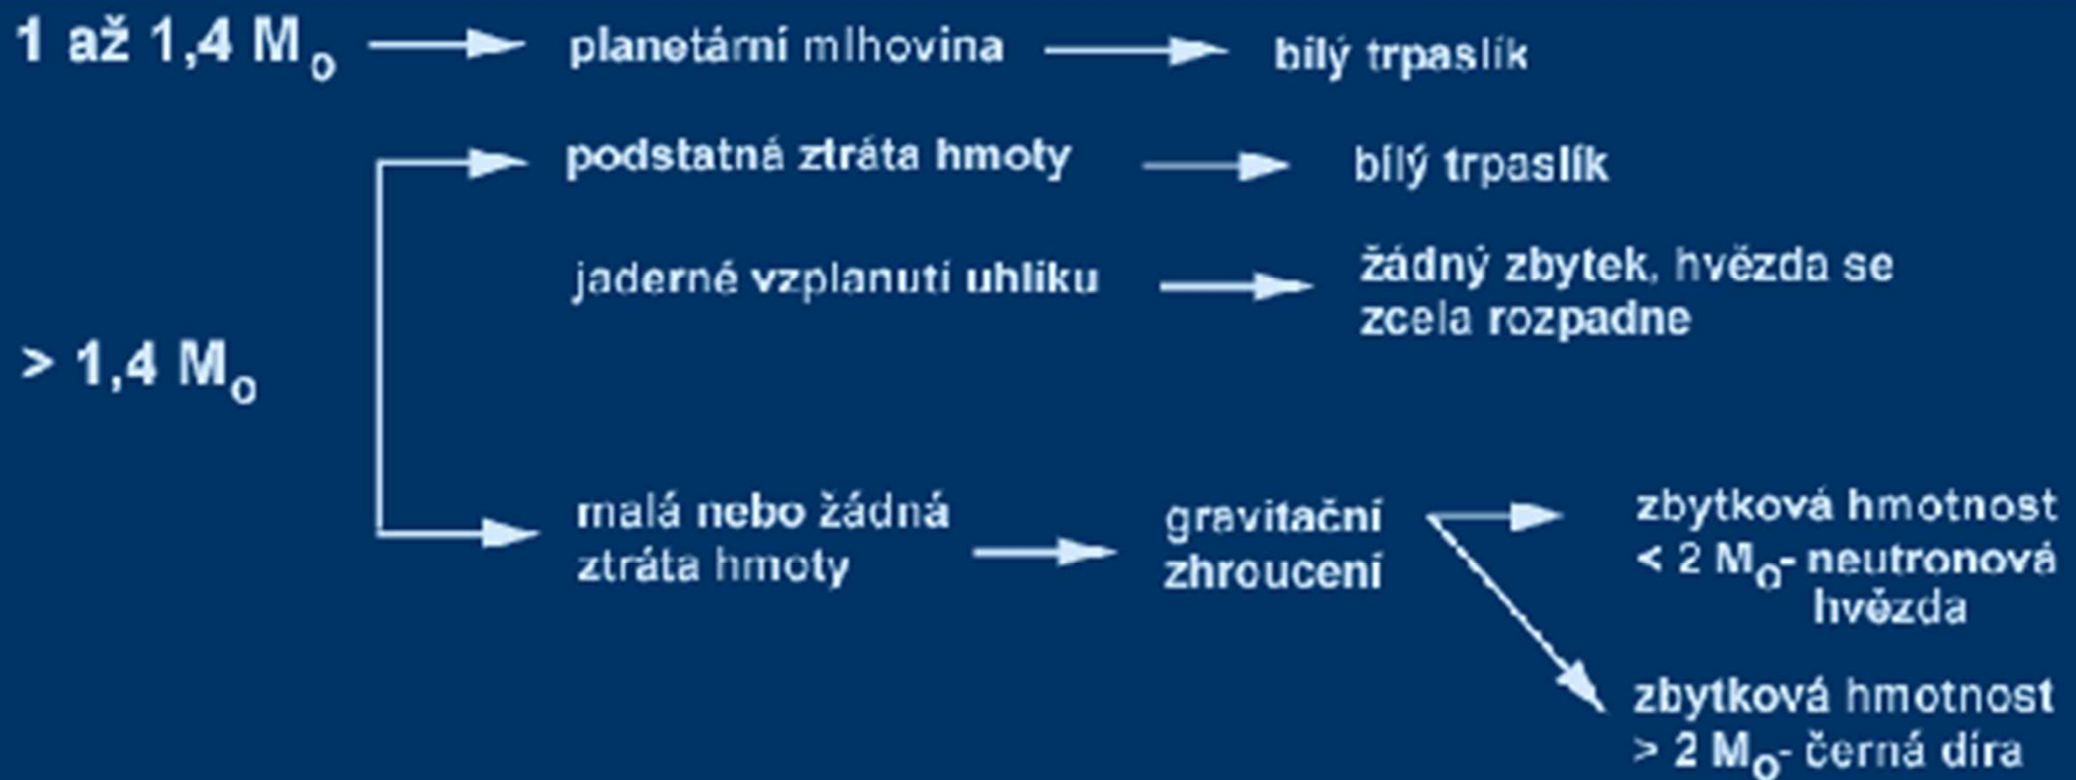 1 až 1,4 Mo planetární mlhovina bílý trpaslík
podstatná ztráta hmoty bílý trpaslík
jaderné vzplanutí uhlíku žádný zbytek, hvězda se
zcela rozpadne
> 1,4 Mo
malá nebo žádná
ztráta hmoty
gravitační
zhroucení
zbytková hmotnost
< 2 Mo- neutronová
hvězda
zbytková hmotnost
> 2 Mo- černá díra